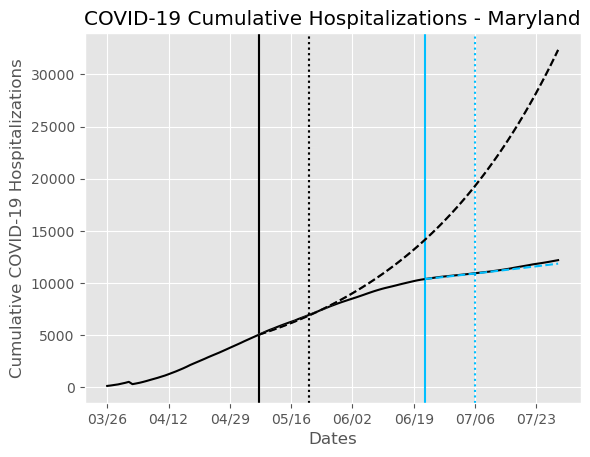 COVID-19 Cumulative Hospitalizations - Maryland
Cumulative COVID-19 Hospitalizations
30000
25000
20000
15000
10000
5000
0
03/26 04/12 04/29 05/16 06/02 06/19 07/06 07/23
Dates